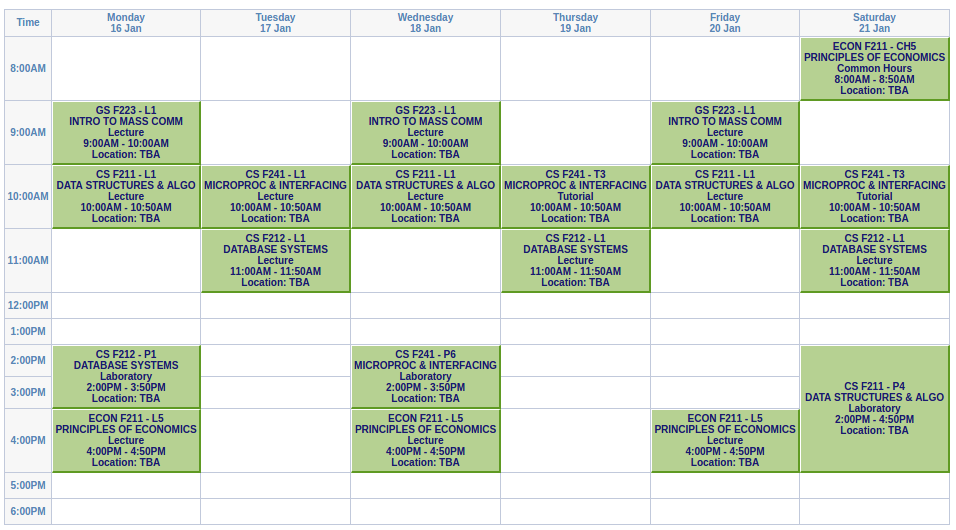 Time
Monday
16 Jan
Tuesday
17 Jan
Wednesday
18 Jan
Thursday
19 Jan
Friday
20 Jan
Saturday
21 Jan
8:00AM
ECON F211 - CH5
PRINCIPLES OF ECONOMICS
Common Hours
8:00AM - 8:50AM
Location: TBA
9:00AM
GS F223 - L1
INTRO TO MASS COMM
Lecture
9:00AM - 10:00AM
Location: TBA
GS F223 - L1
INTRO TO MASS COMM
Lecture
9:00AM - 10:00AM
Location: TBA
GS F223 - L1
INTRO TO MASS COMM
Lecture
9:00AM - 10:00AM
Location: TBA
10:00AM
CS F211 - L1
DATA STRUCTURES & ALGO
Lecture
10:00AM - 10:50AM
Location: TBA
CS F241 - L1
MICROPROC & INTERFACING
Lecture
10:00AM - 10:50AM
Location: TBA
CS F211 - L1
DATA STRUCTURES & ALGO
Lecture
10:00AM - 10:50AM
Location: TBA
CS F241 - T3
MICROPROC & INTERFACING
Tutorial
10:00AM - 10:50AM
Location: TBA
CS F211 - L1
DATA STRUCTURES & ALGO
Lecture
10:00AM - 10:50AM
Location: TBA
CS F241 - T3
MICROPROC & INTERFACING
Tutorial
10:00AM - 10:50AM
Location: TBA
11:00AM
CS F212 - L1
DATABASE SYSTEMS
Lecture
11:00AM - 11:50AM
Location: TBA
CS F212 - L1
DATABASE SYSTEMS
Lecture
11:00AM - 11:50AM
Location: TBA
CS F212 - L1
DATABASE SYSTEMS
Lecture
11:00AM - 11:50AM
Location: TBA
12:00PM
1:00PM
2:00PM
CS F212 - P1
DATABASE SYSTEMS
Laboratory
2:00PM - 3:50PM
Location: TBA
CS F241 - P6
MICROPROC & INTERFACING
Laboratory
2:00PM - 3:50PM
Location: TBA
CS F211 - P4
DATA STRUCTURES & ALGO
Laboratory
2:00PM - 4:50PM
Location: TBA
3:00PM
4:00PM
ECON F211 - L5
PRINCIPLES OF ECONOMICS
Lecture
4:00PM - 4:50PM
Location: TBA
ECON F211 - L5
PRINCIPLES OF ECONOMICS
Lecture
4:00PM - 4:50PM
Location: TBA
ECON F211 - L5
PRINCIPLES OF ECONOMICS
Lecture
4:00PM - 4:50PM
Location: TBA
5:00PM
6:00PM